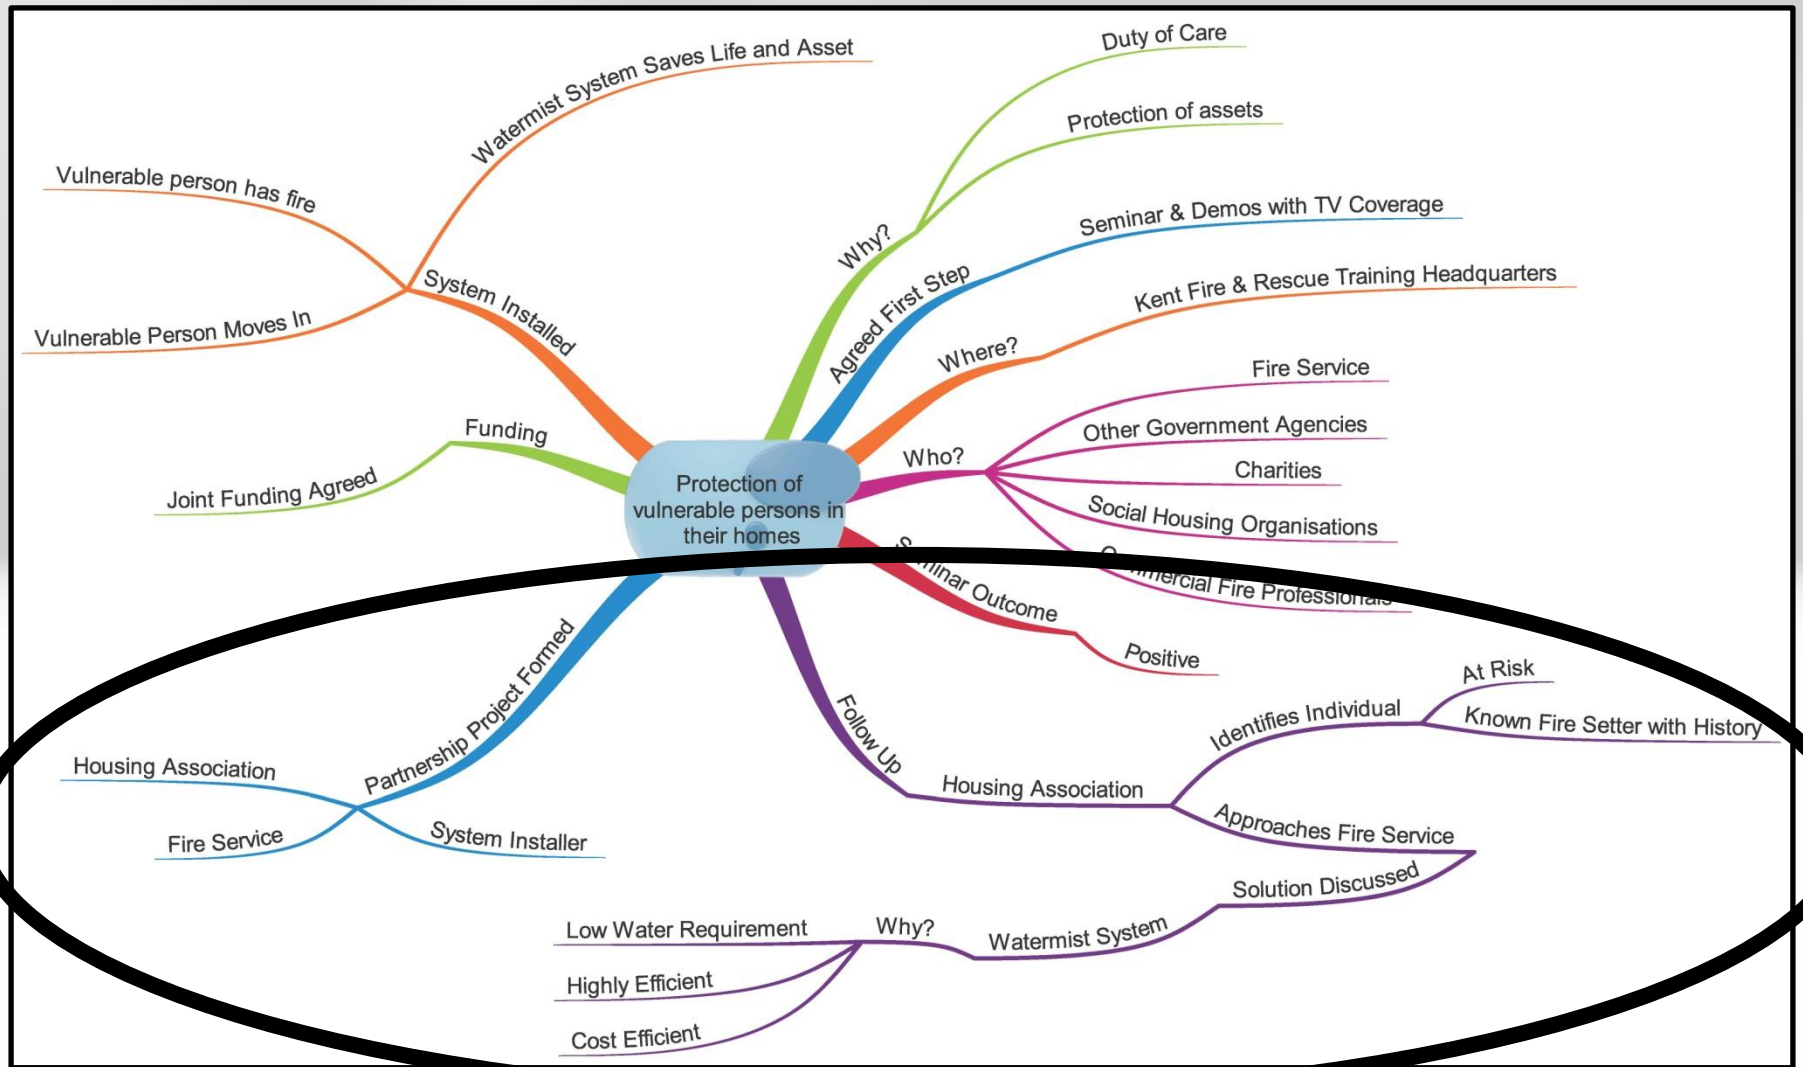 Duty of Care
Watermist System Saves Life and Asset
Protection of assets
Vulnerable person has fire
Seminar & Demos with TV Coverage
Why?
Kent Fire & Rescue Training Headquarters
System Installed
Agreed First Step
Vulnerable Person Moves In
Where?
Fire Service
Funding
Other Government Agencies
Who?
Charities
Joint Funding Agreed
Protection of
vulnerable persons in
their homes
Social Housing Organisations
Commercial Fire Professionals
Seminar Outcome
Positive
Partnership Project Formed
Follow Up
At Risk
Identifies Individual
Known Fire Setter with History
Housing Association
Housing Association
Fire Service
System Installer
Approaches Fire Service
Solution Discussed
Low Water Requirement
Why?
Watermist System
Highly Efficient
Cost Efficient